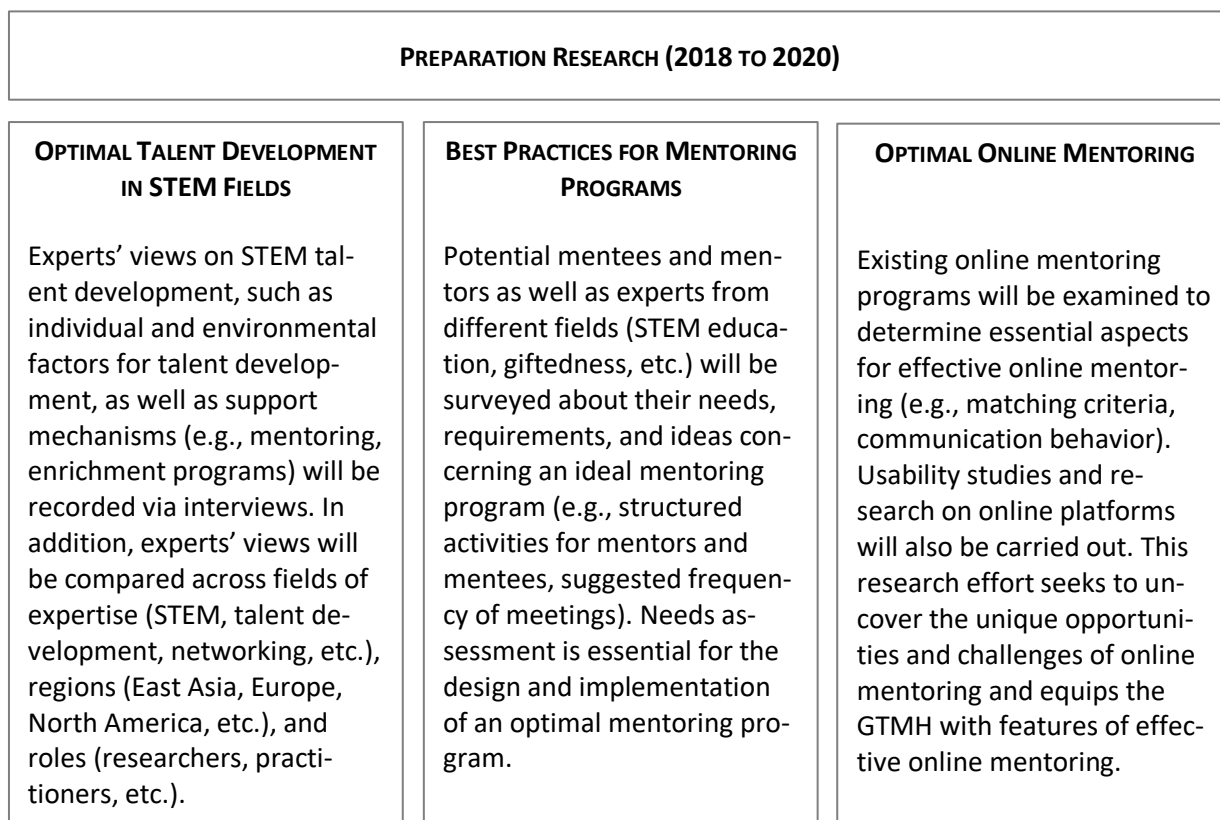 PREPARATION RESEARCH (2018 TO 2020)
OPTIMAL TALENT DEVELOPMENT
IN STEM FIELDS
Experts’ views on STEM tal-
ent development, such as
individual and environmental
factors for talent develop-
ment, as well as support
mechanisms (e.g., mentoring,
enrichment programs) will be
recorded via interviews. In
addition, experts’ views will
be compared across fields of
expertise (STEM, talent de-
velopment, networking, etc.),
regions (East Asia, Europe,
North America, etc.), and
roles (researchers, practi-
tioners, etc.).
BEST PRACTICES FOR MENTORING
PROGRAMS
Potential mentees and men-
tors as well as experts from
different fields (STEM educa-
tion, giftedness, etc.) will be
surveyed about their needs,
requirements, and ideas con-
cerning an ideal mentoring
program (e.g., structured
activities for mentors and
mentees, suggested frequen-
cy of meetings). Needs as-
sessment is essential for the
design and implementation
of an optimal mentoring pro-
gram.
OPTIMAL ONLINE MENTORING
Existing online mentoring
programs will be examined to
determine essential aspects
for effective online mentor-
ing (e.g., matching criteria,
communication behavior).
Usability studies and re-
search on online platforms
will also be carried out. This
research effort seeks to un-
cover the unique opportuni-
ties and challenges of online
mentoring and equips the
GTMH with features of effec-
tive online mentoring.